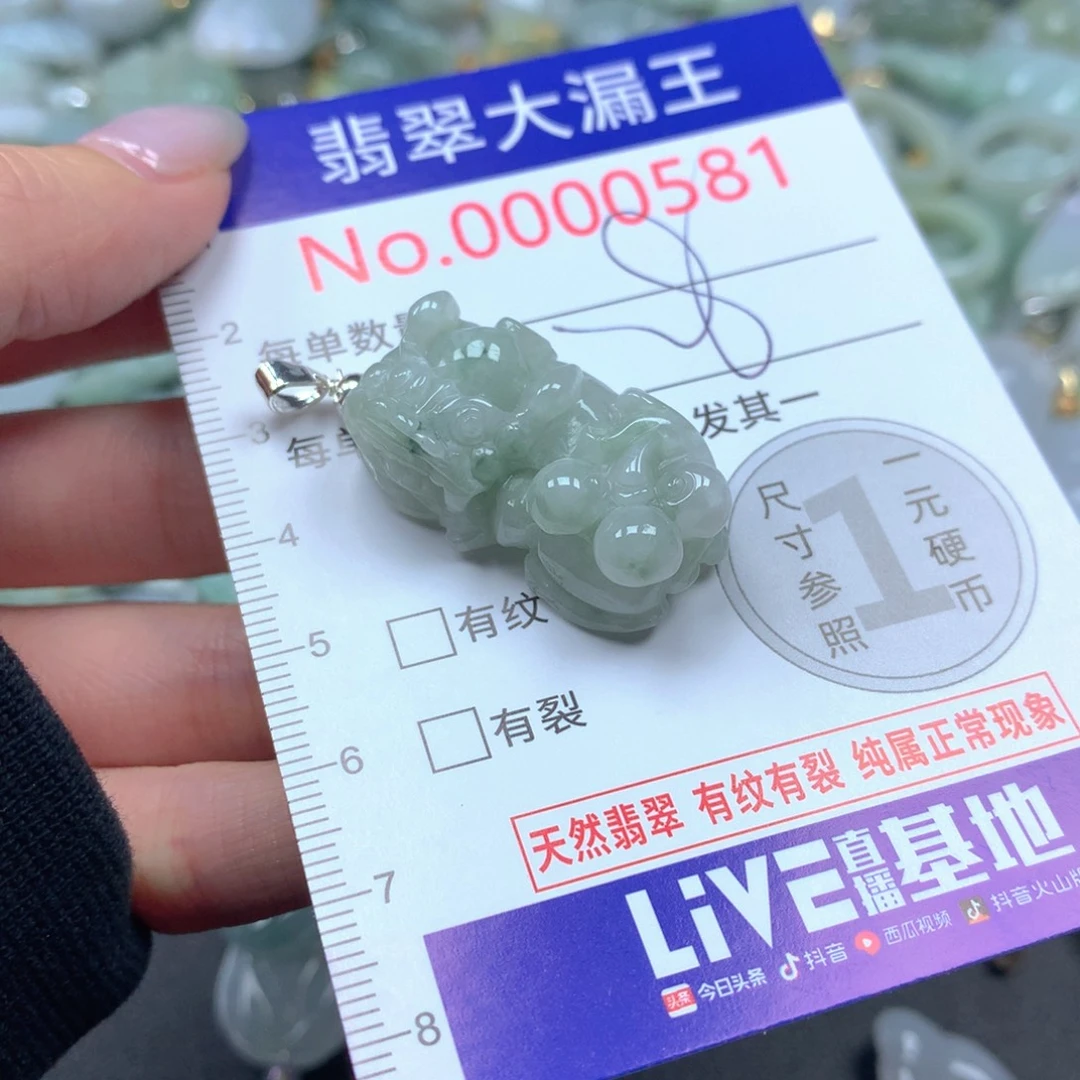 翡翠大漏王
No.0000581
每单数
2
每单
发其一
3
尺寸参照
一元硬币
1
4
有纹
5
有裂
6
天然翡翠 有纹有裂 纯属正常现象
7
LiVE直播基地
头条 今日头条 抖音 西瓜视频 抖音火山版
8